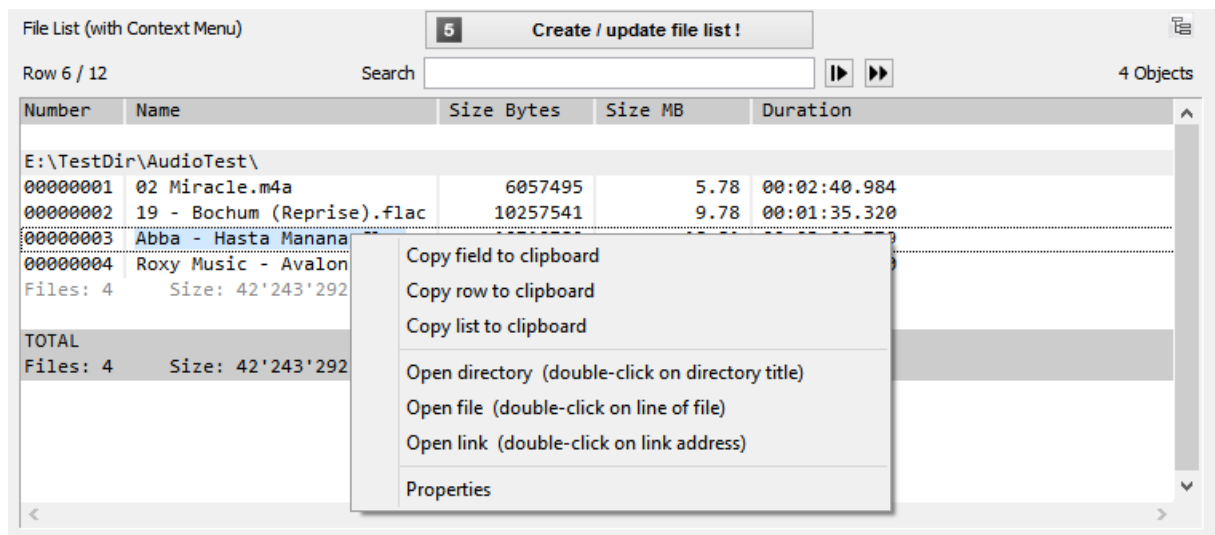 File List (with Context Menu)
5 Create / update file list !
Row 6 / 12 Search 4 Objects
Number Name Size Bytes Size MB Duration
E:\TestDir\AudioTest\
00000001 02 Miracle.m4a 6057495 5.78 00:02:40.984
00000002 19 - Bochum (Reprise).flac 10257541 9.78 00:01:35.320
00000003 Abba - Hasta Manana
00000004 Roxy Music - Avalon
Files: 4 Size: 42'243'292
TOTAL
Files: 4 Size: 42'243'292
Copy field to clipboard
Copy row to clipboard
Copy list to clipboard
Open directory (double-click on directory title)
Open file (double-click on line of file)
Open link (double-click on link address)
Properties